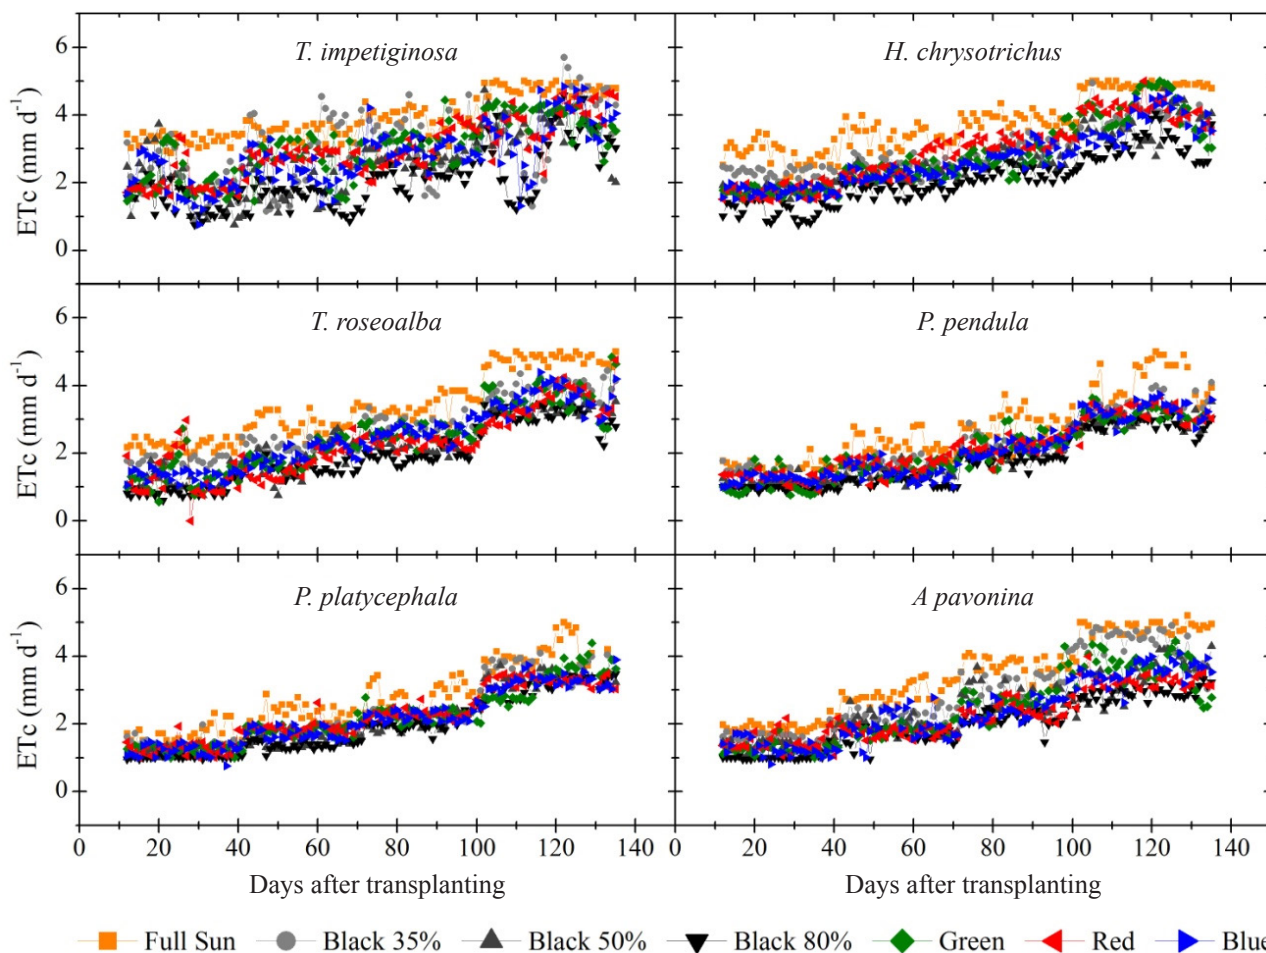 T. impetiginosa H. chrysotrichus
6
4
2
0
ETc (mm d-1)
T. roseoalba P. pendula
6
4
2
0
ETc (mm d-1)
P. platycephala A pavonina
6
4
2
0
ETc (mm d-1)
0 20 40 60 80 100 120 140 0 20 40 60 80 100 120 140
Days after transplanting Days after transplanting
Full Sun Black 35% Black 50% Black 80% Green Red Blue